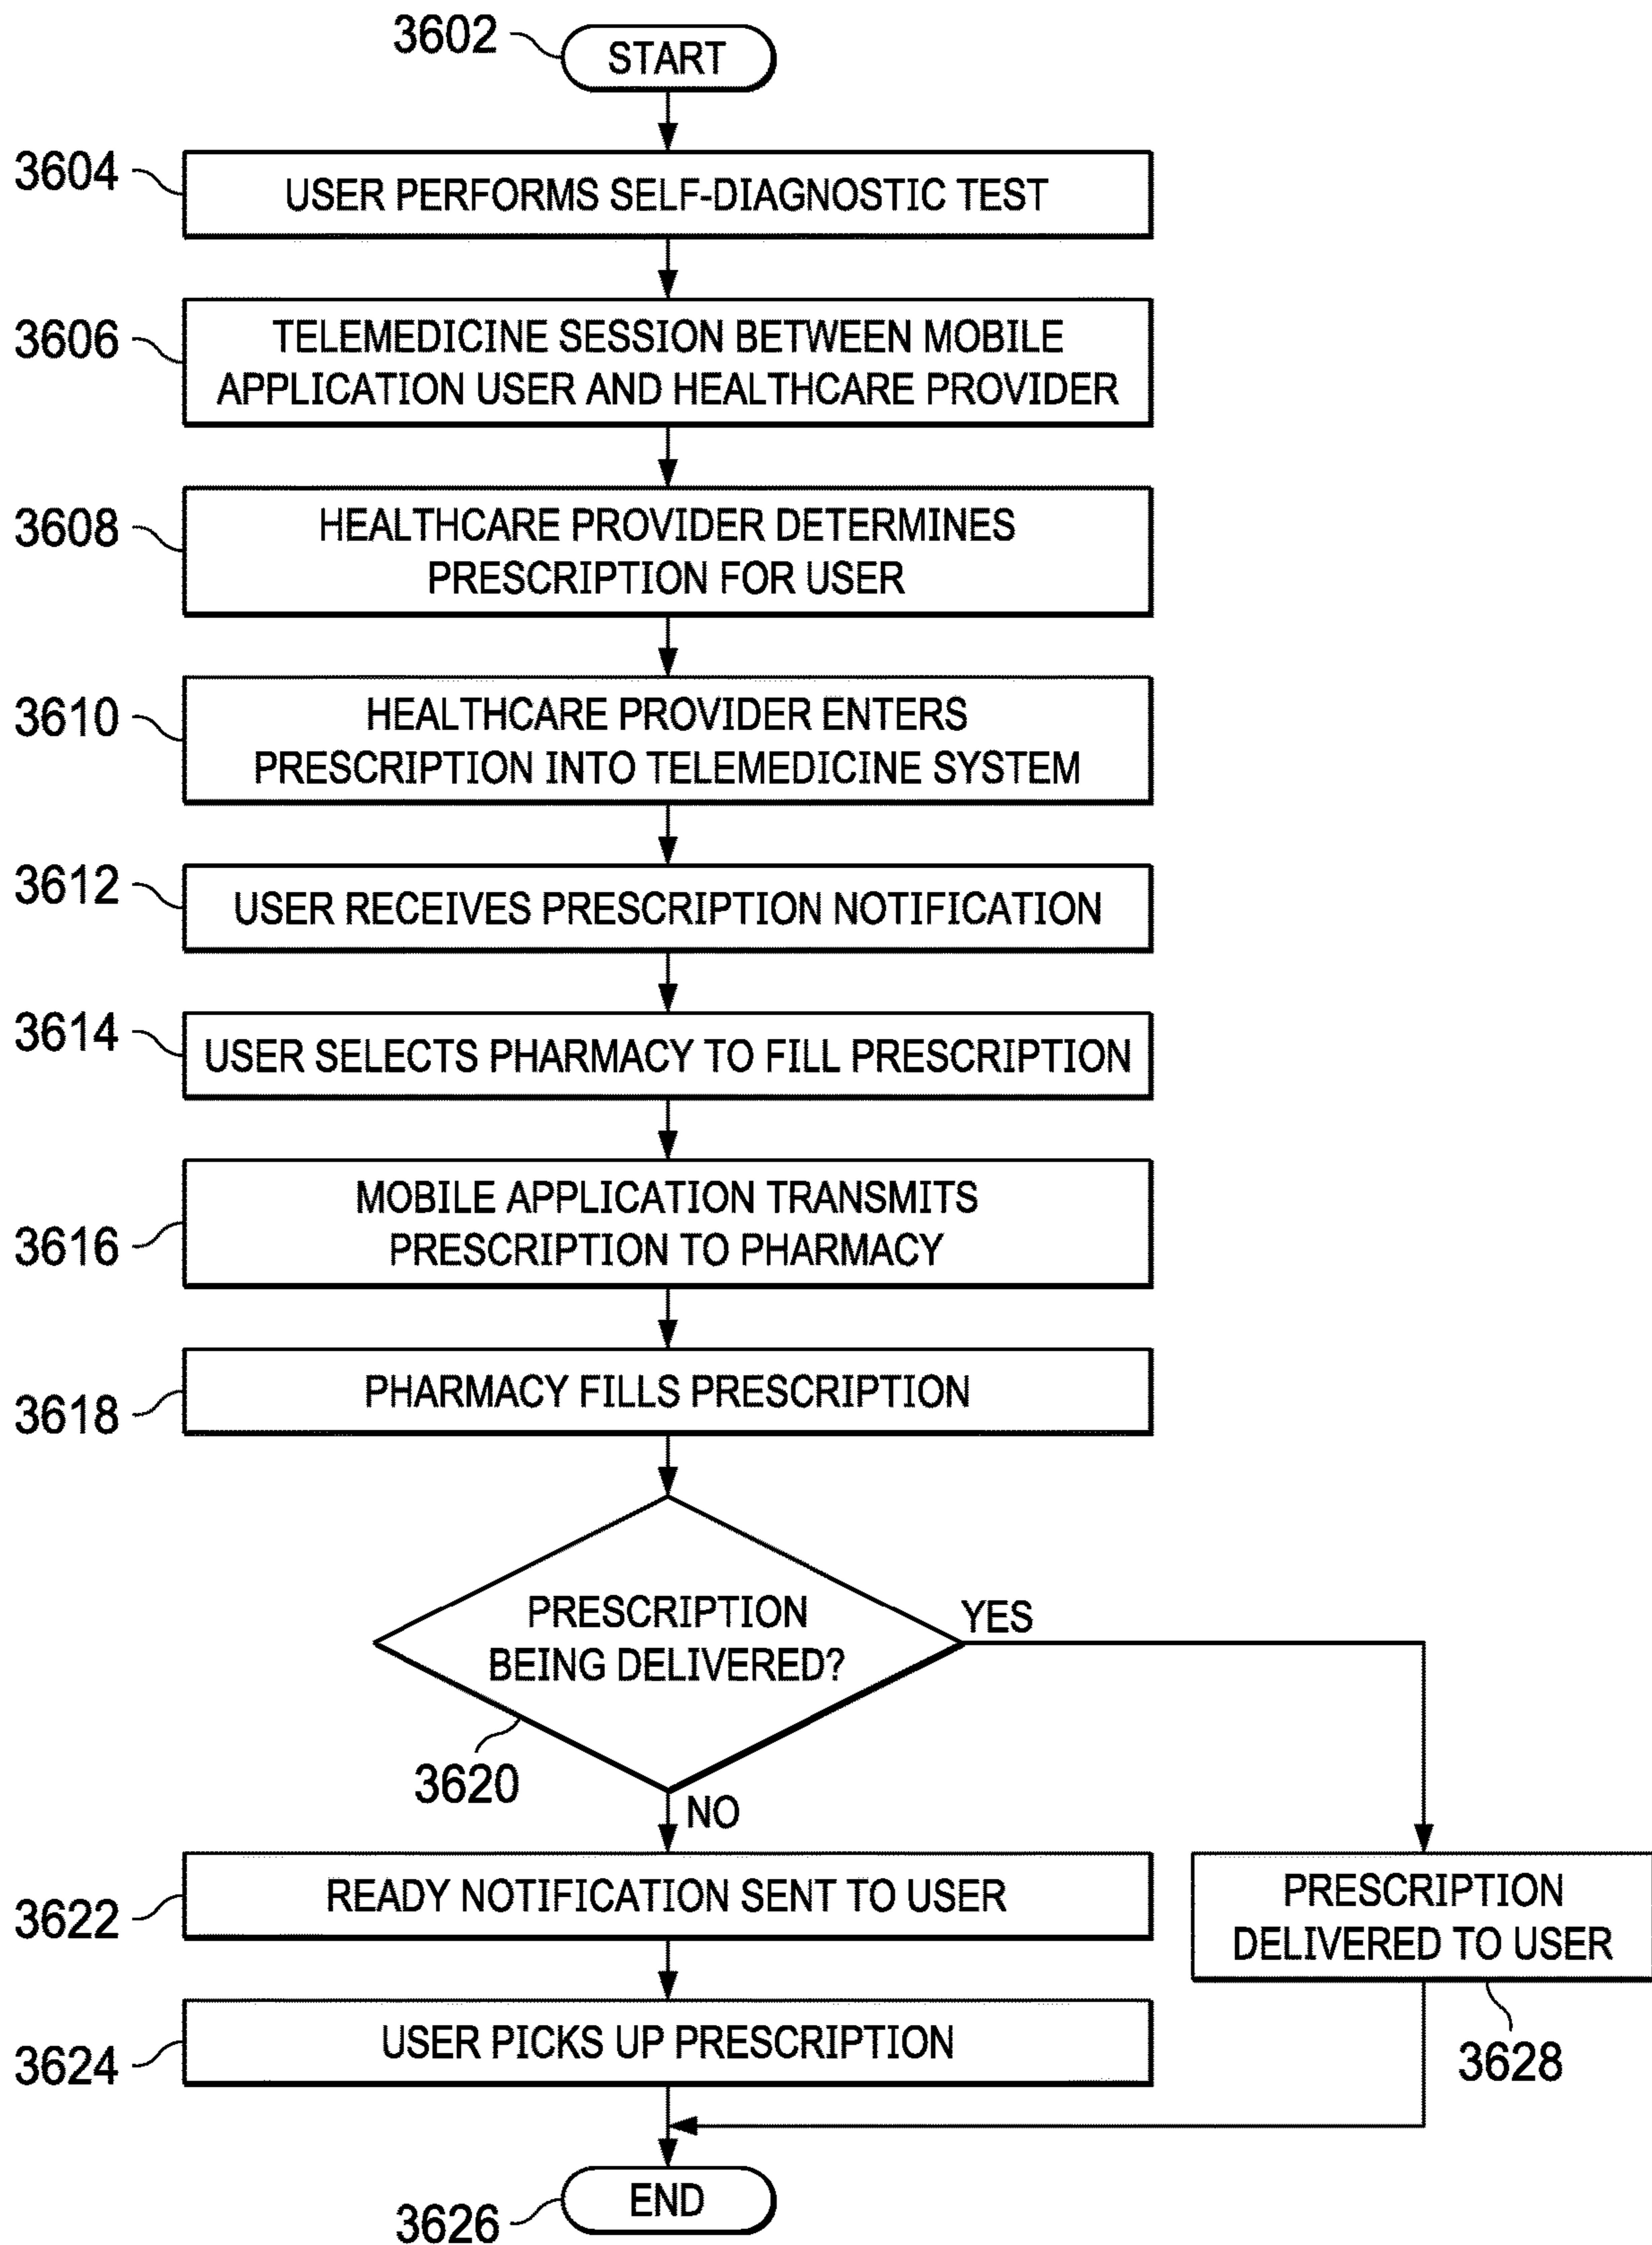 3602
START
3604
USER PERFORMS SELF-DIAGNOSTIC TEST
3606
TELEMEDICINE SESSION BETWEEN MOBILE
APPLICATION USER AND HEALTHCARE PROVIDER
3608
HEALTHCARE PROVIDER DETERMINES
PRESCRIPTION FOR USER
3610
HEALTHCARE PROVIDER ENTERS
PRESCRIPTION INTO TELEMEDICINE SYSTEM
3612
USER RECEIVES PRESCRIPTION NOTIFICATION
3614
USER SELECTS PHARMACY TO FILL PRESCRIPTION
MOBILE APPLICATION TRANSMITS
PRESCRIPTION TO PHARMACY
3616
PHARMACY FILLS PRESCRIPTION
3618
PRESCRIPTION
BEING DELIVERED?
YES
3620
NO
READY NOTIFICATION SENT TO USER
3622
PRESCRIPTION
DELIVERED TO USER
USER PICKS UP PRESCRIPTION
3624
3628
END
3626